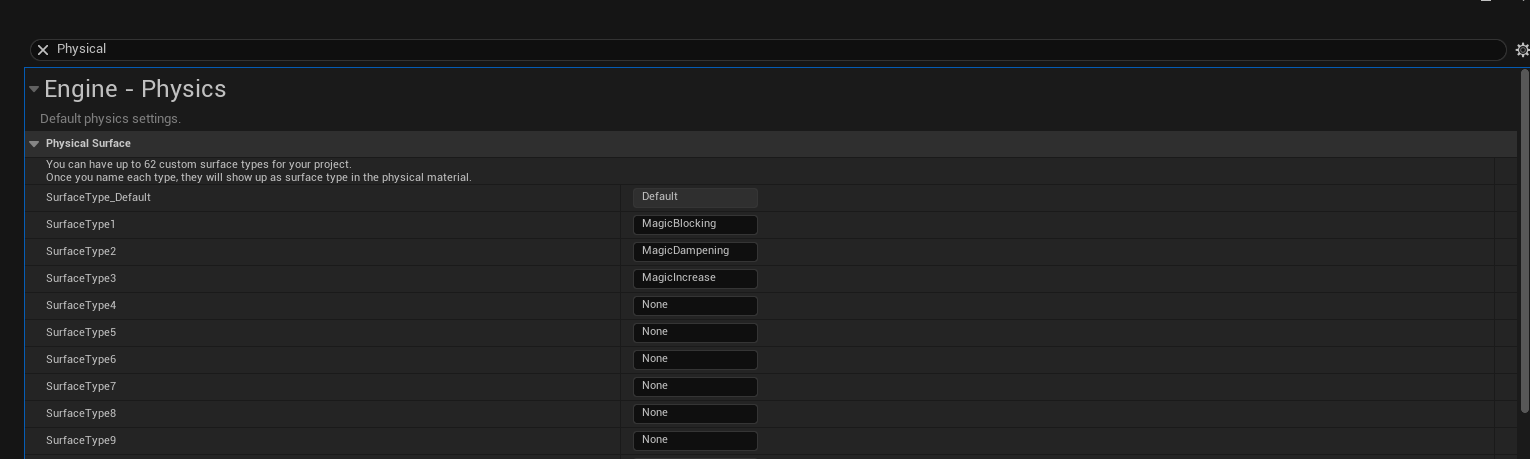 Physical
Engine - Physics
Default physics settings.
Physical Surface
You can have up to 62 custom surface types for your project.
Once you name each type, they will show up as surface type in the physical material.
SurfaceType_Default Default
SurfaceType1 MagicBlocking
SurfaceType2 MagicDampening
SurfaceType3 MagicIncrease
SurfaceType4 None
SurfaceType5 None
SurfaceType6 None
SurfaceType7 None
SurfaceType8 None
SurfaceType9 None